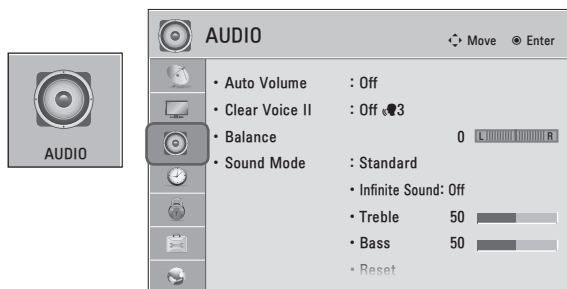 AUDIO
AUDIO
Move Enter
• Auto Volume : Off
• Clear Voice II : Off 3
• Balance 0 L R
• Sound Mode : Standard
• Infinite Sound: Off
• Treble 50
• Bass 50
• Reset